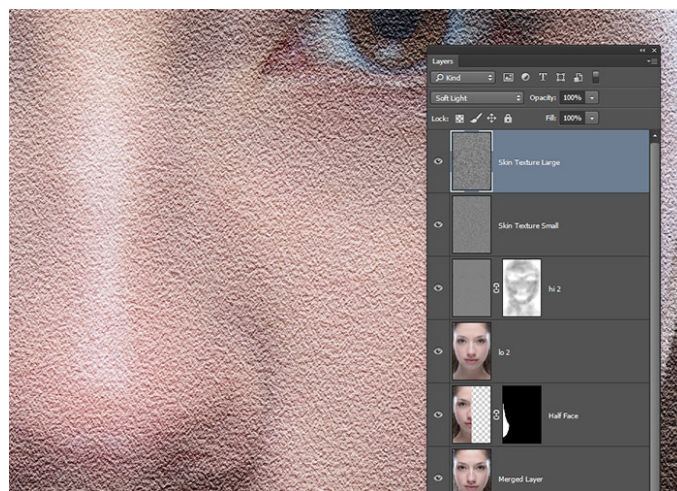 Layers
Kind
Soft Light Opacity: 100%
Lock: Fill: 100%
Skin Texture Large
Skin Texture Small
hi 2
lo 2
Half Face
Merged Layer